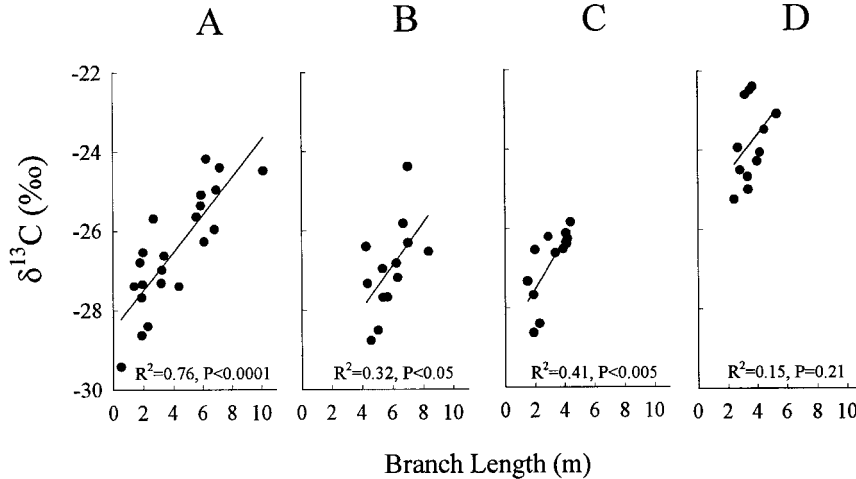 A B C D
-22
-24
-26
-28
-30
δ¹³C (‰)
R²=0.76, P<0.0001
R²=0.32, P<0.05
R²=0.41, P<0.005
R²=0.15, P=0.21
0 2 4 6 8 10
0 2 4 6 8 10
0 2 4 6 8 10
0 2 4 6 8 10
Branch Length (m)